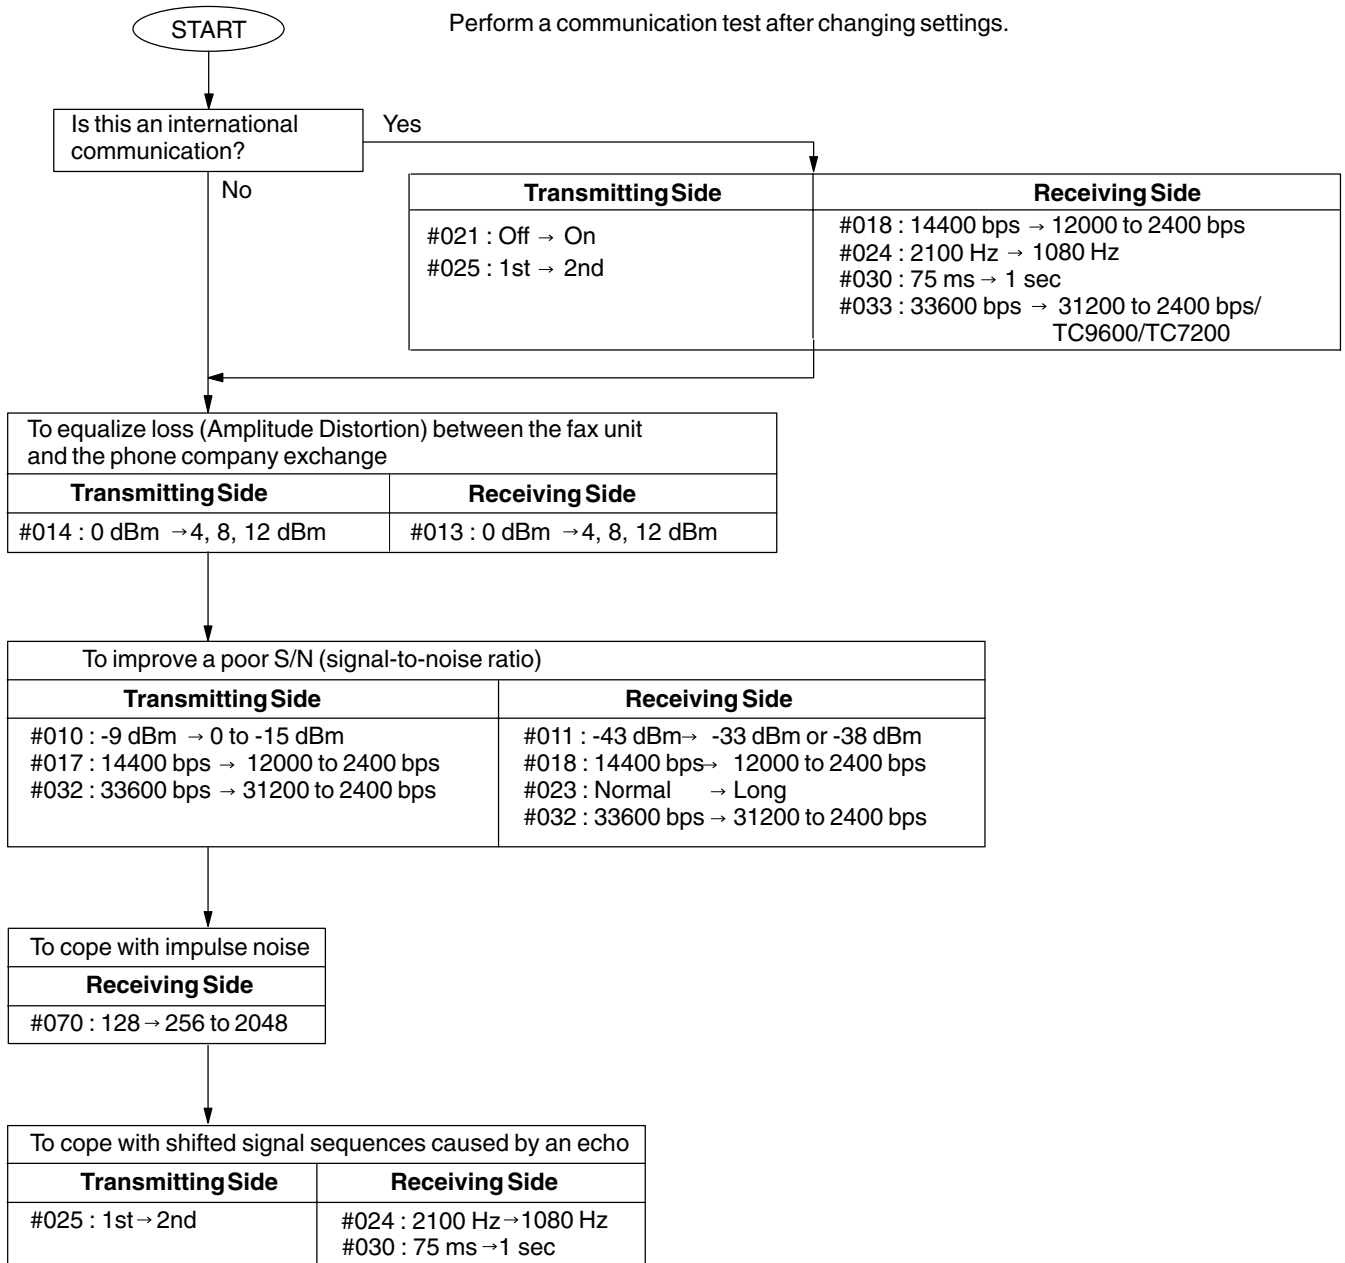 START
Perform a communication test after changing settings.
Is this an international
communication?
Yes
No
Transmitting Side
Receiving Side
#021 : Off → On
#025 : 1st → 2nd
#018 : 14400 bps → 12000 to 2400 bps
#024 : 2100 Hz → 1080 Hz
#030 : 75 ms → 1 sec
#033 : 33600 bps → 31200 to 2400 bps/
TC9600/TC7200
To equalize loss (Amplitude Distortion) between the fax unit
and the phone company exchange
Transmitting Side
Receiving Side
#014 : 0 dBm → 4, 8, 12 dBm
#013 : 0 dBm → 4, 8, 12 dBm
To improve a poor S/N (signal-to-noise ratio)
Transmitting Side
Receiving Side
#010 : -9 dBm → 0 to -15 dBm
#017 : 14400 bps → 12000 to 2400 bps
#032 : 33600 bps → 31200 to 2400 bps
#011 : -43 dBm → -33 dBm or -38 dBm
#018 : 14400 bps → 12000 to 2400 bps
#023 : Normal → Long
#032 : 33600 bps → 31200 to 2400 bps
To cope with impulse noise
Receiving Side
#070 : 128 → 256 to 2048
To cope with shifted signal sequences caused by an echo
Transmitting Side
Receiving Side
#025 : 1st → 2nd
#024 : 2100 Hz → 1080 Hz
#030 : 75 ms → 1 sec